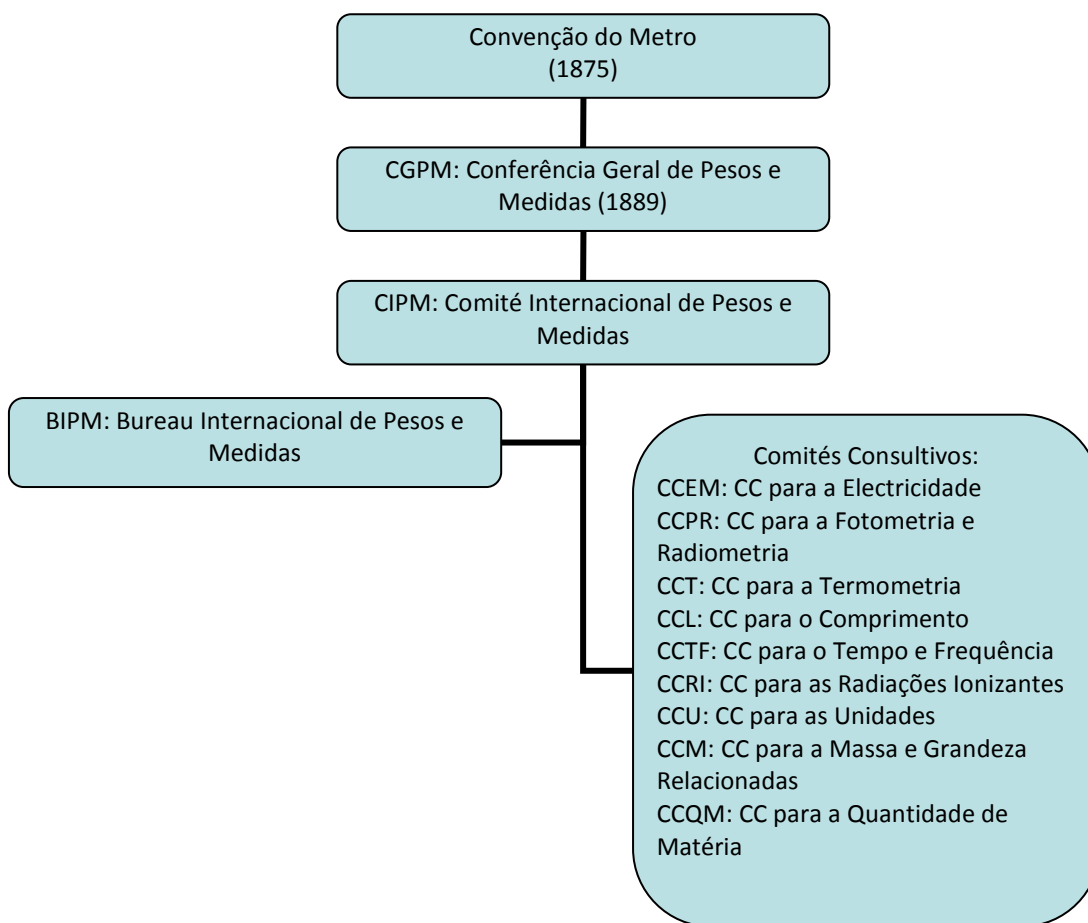 Convenção do Metro
(1875)
CGPM: Conferência Geral de Pesos e
Medidas (1889)
CIPM: Comité Internacional de Pesos e
Medidas
BIPM: Bureau Internacional de Pesos e
Medidas
Comités Consultivos:
CCEM: CC para a Electricidade
CCPR: CC para a Fotometria e
Radiometria
CCT: CC para a Termometria
CCL: CC para o Comprimento
CCTF: CC para o Tempo e Frequência
CCRI: CC para as Radiações Ionizantes
CCU: CC para as Unidades
CCM: CC para a Massa e Grandeza
Relacionadas
CCQM: CC para a Quantidade de
Matéria